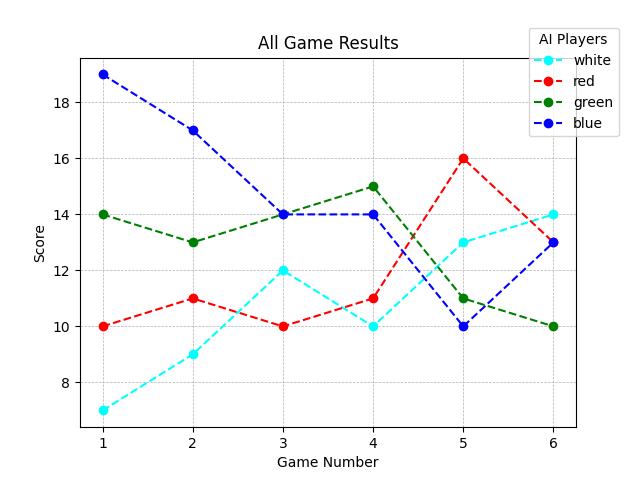 All Game Results
AI Players
white
red
green
blue
Score
18
16
14
12
10
8
1 2 3 4 5 6
Game Number